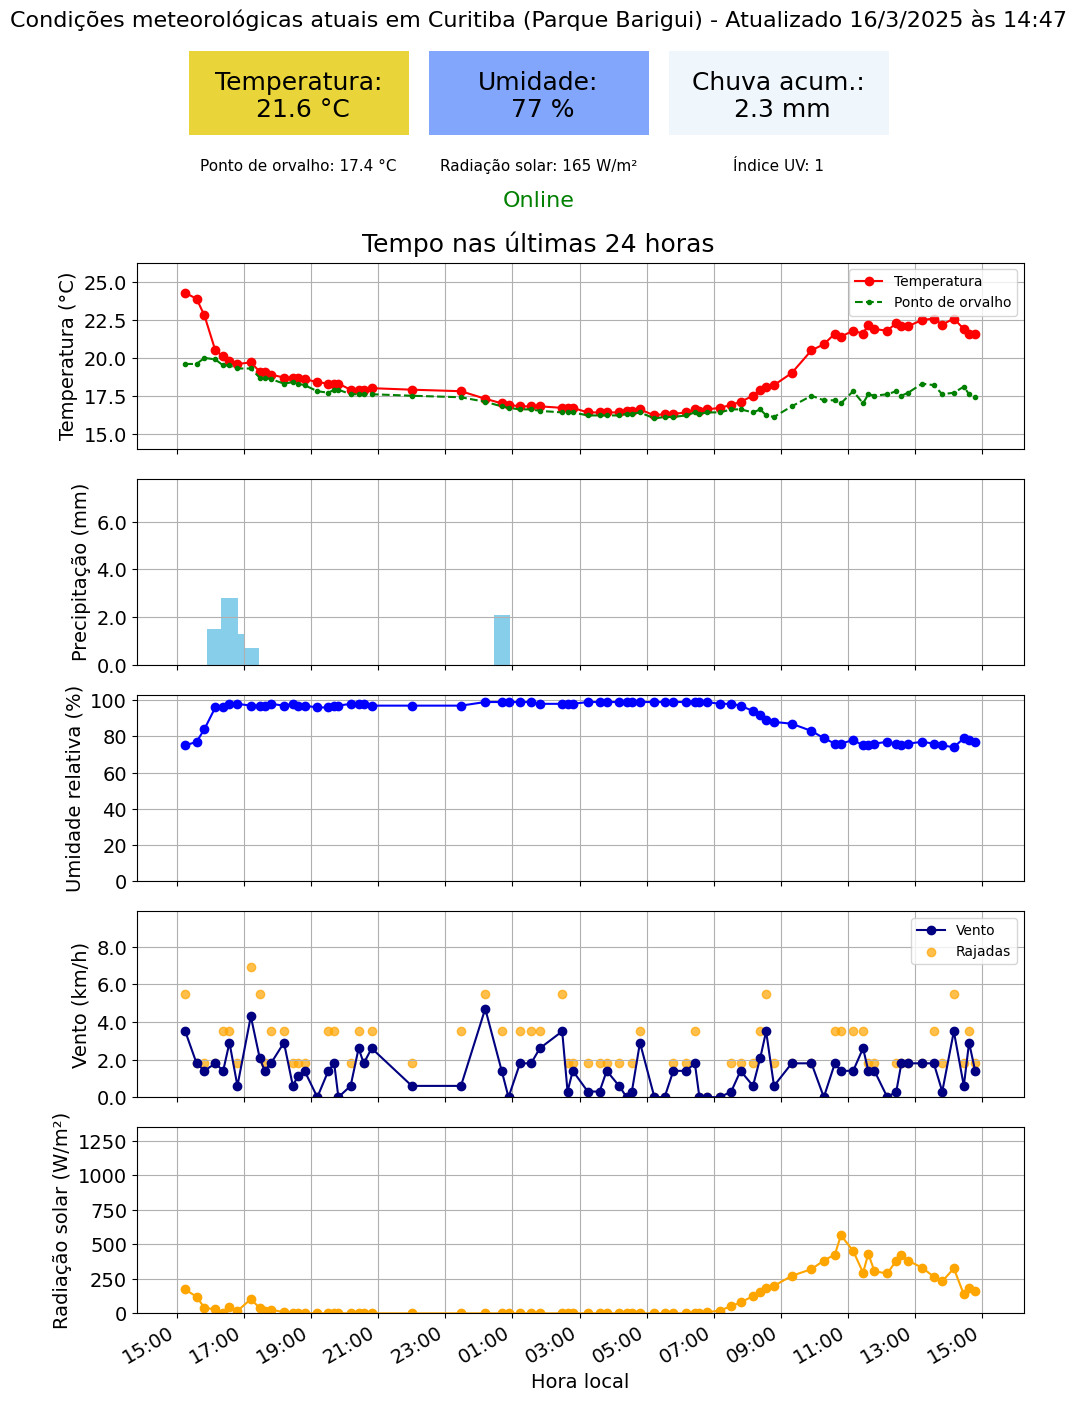 Condições meteorológicas atuais em Curitiba (Parque Barigui) - Atualizado 16/3/2025 às 14:47
Temperatura:
21.6 °C
Umidade:
77 %
Chuva acum.:
2.3 mm
Ponto de orvalho: 17.4 °C
Radiação solar: 165 W/m²
Índice UV: 1
Online
Tempo nas últimas 24 horas
Temperatura (°C)
25.0
22.5
20.0
17.5
15.0
Temperatura
Ponto de orvalho
Precipitação (mm)
6.0
4.0
2.0
0.0
Umidade relativa (%)
100
80
60
40
20
0
Vento (km/h)
8.0
6.0
4.0
2.0
0.0
Vento
Rajadas
Radiação solar (W/m²)
1250
1000
750
500
250
0
15:00
17:00
19:00
21:00
23:00
01:00
03:00
05:00
07:00
09:00
11:00
13:00
15:00
Hora local